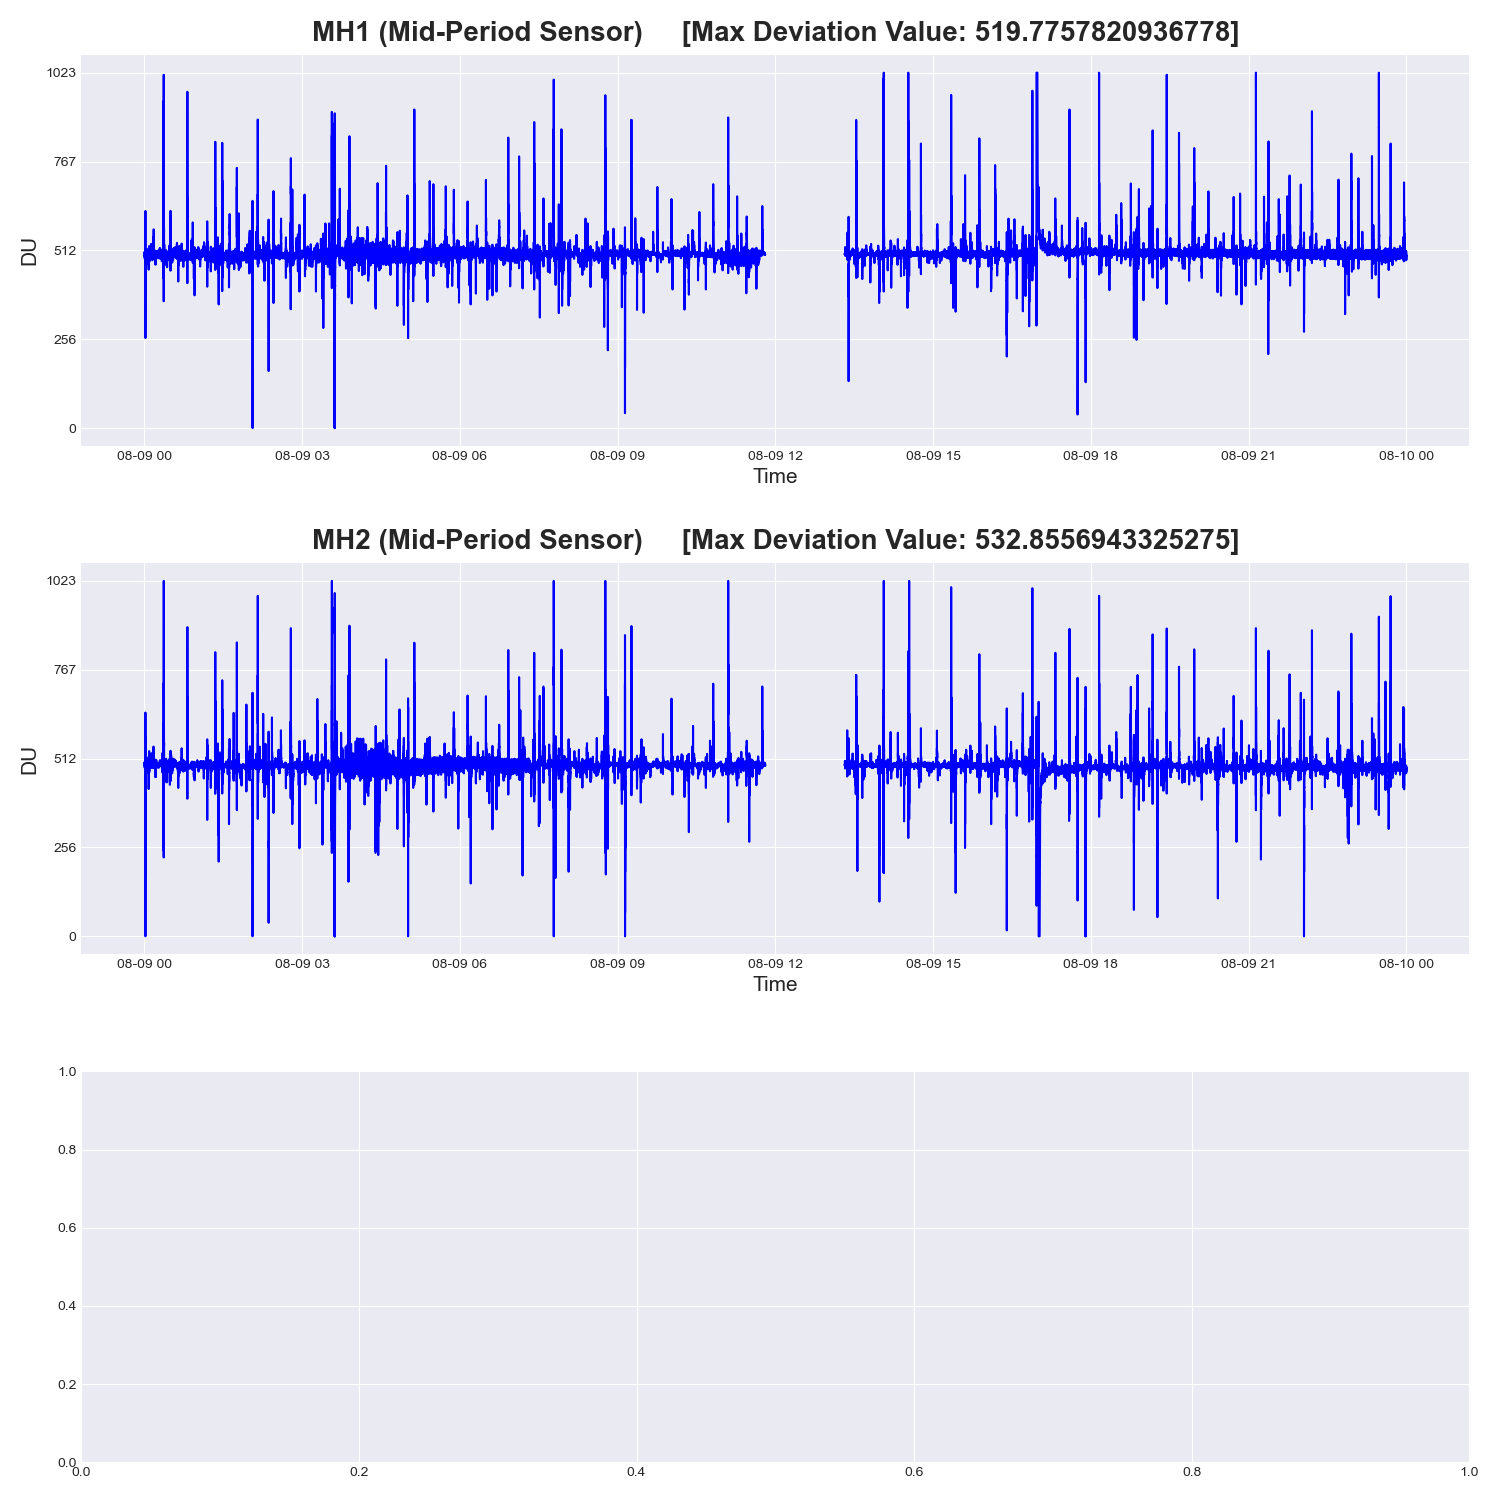 MH1 (Mid-Period Sensor) [Max Deviation Value: 519.7757820936778]
1023
767
512
256
0
DU
08-09 00 08-09 03 08-09 06 08-09 09 08-09 12 08-09 15 08-09 18 08-09 21 08-10 00
Time
MH2 (Mid-Period Sensor) [Max Deviation Value: 532.8556943325275]
1023
767
512
256
0
DU
08-09 00 08-09 03 08-09 06 08-09 09 08-09 12 08-09 15 08-09 18 08-09 21 08-10 00
Time
1.0
0.8
0.6
0.4
0.2
0.0
0.0 0.2 0.4 0.6 0.8 1.0